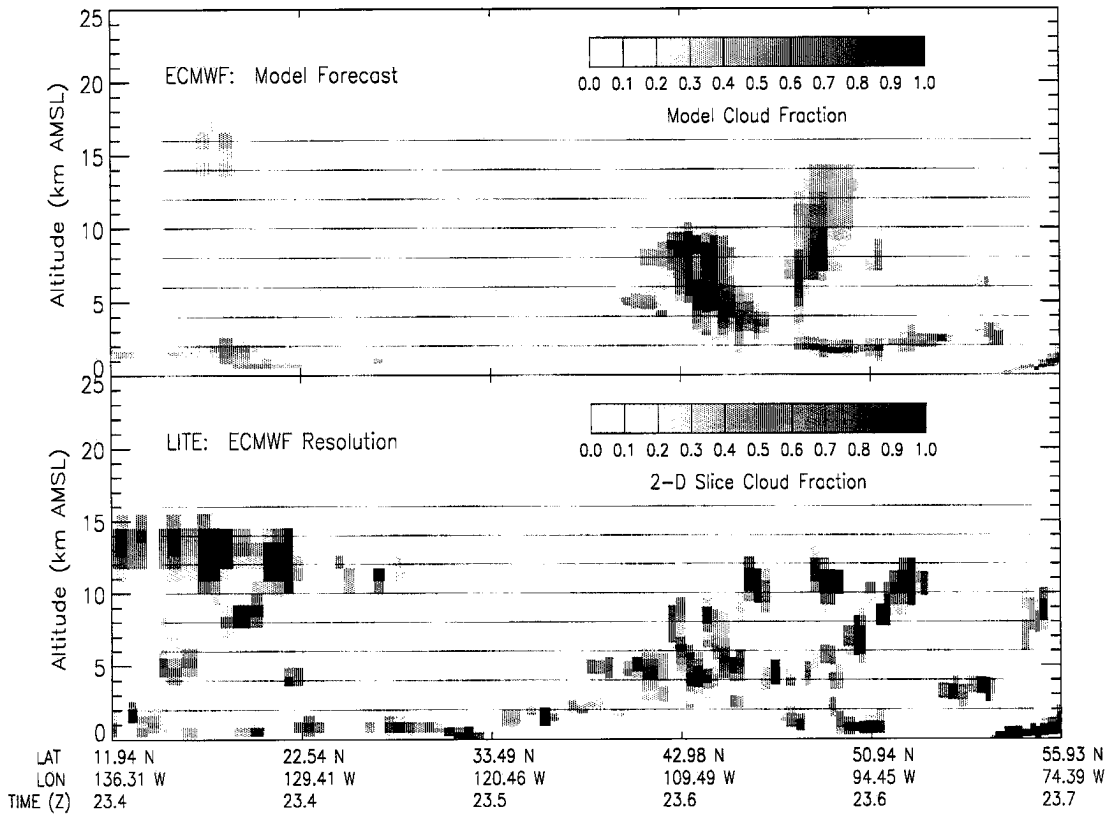 25
20
15
10
5
0
Altitude (km AMSL)
ECMWF: Model Forecast
0.0 0.1 0.2 0.3 0.4 0.5 0.6 0.7 0.8 0.9 1.0
Model Cloud Fraction
25
20
15
10
5
0
Altitude (km AMSL)
LITE: ECMWF Resolution
0.0 0.1 0.2 0.3 0.4 0.5 0.6 0.7 0.8 0.9 1.0
2-D Slice Cloud Fraction
LAT 11.94 N 22.54 N 33.49 N 42.98 N 50.94 N 55.93 N
LON 136.31 W 129.41 W 120.46 W 109.49 W 94.45 W 74.39 W
TIME (Z) 23.4 23.4 23.5 23.6 23.6 23.7